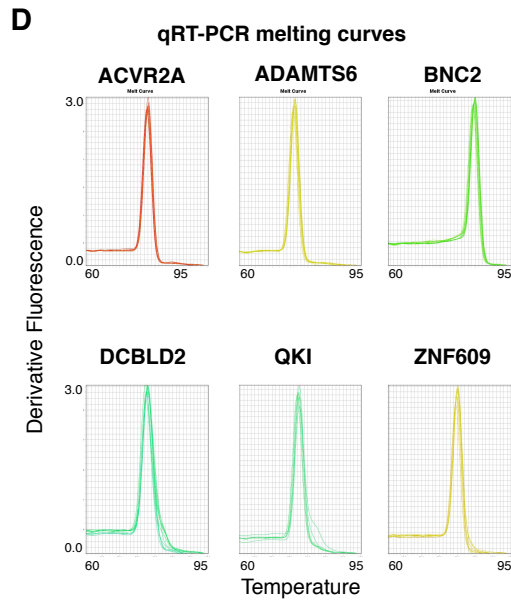 D
qRT-PCR melting curves
ACVR2A ADAMTS6 BNC2
Melt Curve Melt Curve Melt Curve
3.0
0.0
60 95 60 95 60 95
Derivative Fluorescence
DCBLD2 QKI ZNF609
3.0
0.0
60 95 60 95 60 95
Temperature